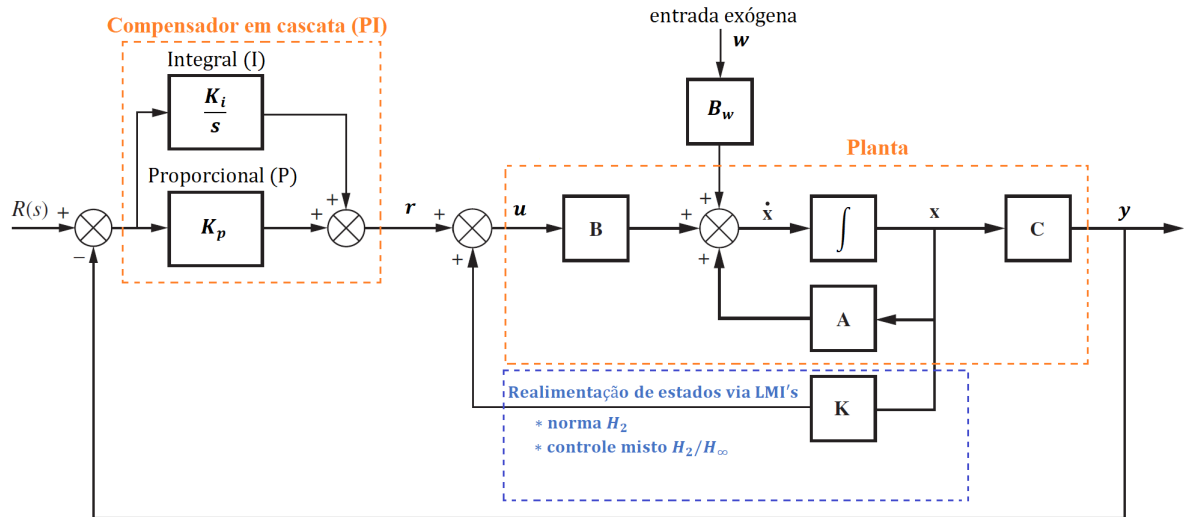 entrada exógena
w
Compensador em cascata (PI)
Integral (I)
K_i
s
B_w
Planta
Proporcional (P)
R(s)
+
−
K_p
+
+
r
+
+
u
B
+
+
+
ẋ
∫
x
C
y
A
Realimentação de estados via LMI's
K
* norma H_2
* controle misto H_2/H_∞